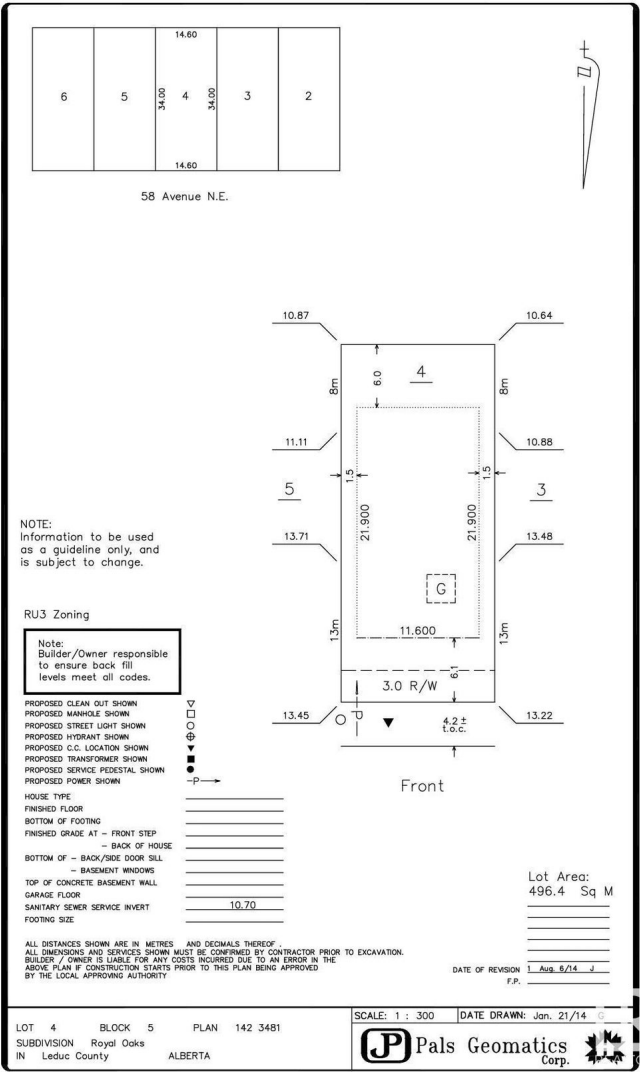 14.60
6 5 34.00 4 34.00 3 2
14.60
58 Avenue N.E.
10.87 10.64
8m 6.0 4 8m
11.11 10.88
1.5 1.5
5 3
21.900 21.900
NOTE:
Information to be used
as a guideline only, and
is subject to change.
13.71 13.48
G
RU3 Zoning
13m 11.600 13m
Note:
Builder/Owner responsible
to ensure back fill
levels meet all codes.
6.1
3.0 R/W
PROPOSED CLEAN OUT SHOWN
PROPOSED MANHOLE SHOWN
PROPOSED STREET LIGHT SHOWN
PROPOSED HYDRANT SHOWN
PROPOSED C.C. LOCATION SHOWN
PROPOSED TRANSFORMER SHOWN
PROPOSED SERVICE PEDESTAL SHOWN
PROPOSED POWER SHOWN -P
13.45 P 4.2 ± 13.22
t.o.c.
Front
HOUSE TYPE
FINISHED FLOOR
BOTTOM OF FOOTING
FINISHED GRADE AT - FRONT STEP
- BACK OF HOUSE
BOTTOM OF - BACK/SIDE DOOR SILL
- BASEMENT WINDOWS
TOP OF CONCRETE BASEMENT WALL
GARAGE FLOOR
SANITARY SEWER SERVICE INVERT 10.70
FOOTING SIZE
Lot Area:
496.4 Sq M
ALL DISTANCES SHOWN ARE IN METRES AND DECIMALS THEREOF .
ALL DIMENSIONS AND SERVICES SHOWN MUST BE CONFIRMED BY CONTRACTOR PRIOR TO EXCAVATION.
BUILDER / OWNER IS LIABLE FOR ANY COSTS INCURRED DUE TO AN ERROR IN THE
ABOVE PLAN IF CONSTRUCTION STARTS PRIOR TO THIS PLAN BEING APPROVED
BY THE LOCAL APPROVING AUTHORITY
DATE OF REVISION 1 Aug. 6/14 J
F.P.
SCALE: 1 : 300 DATE DRAWN: Jan. 21/14 G
LOT 4 BLOCK 5 PLAN 142 3481
SUBDIVISION Royal Oaks
IN Leduc County ALBERTA
JP Pals Geomatics
Corp.